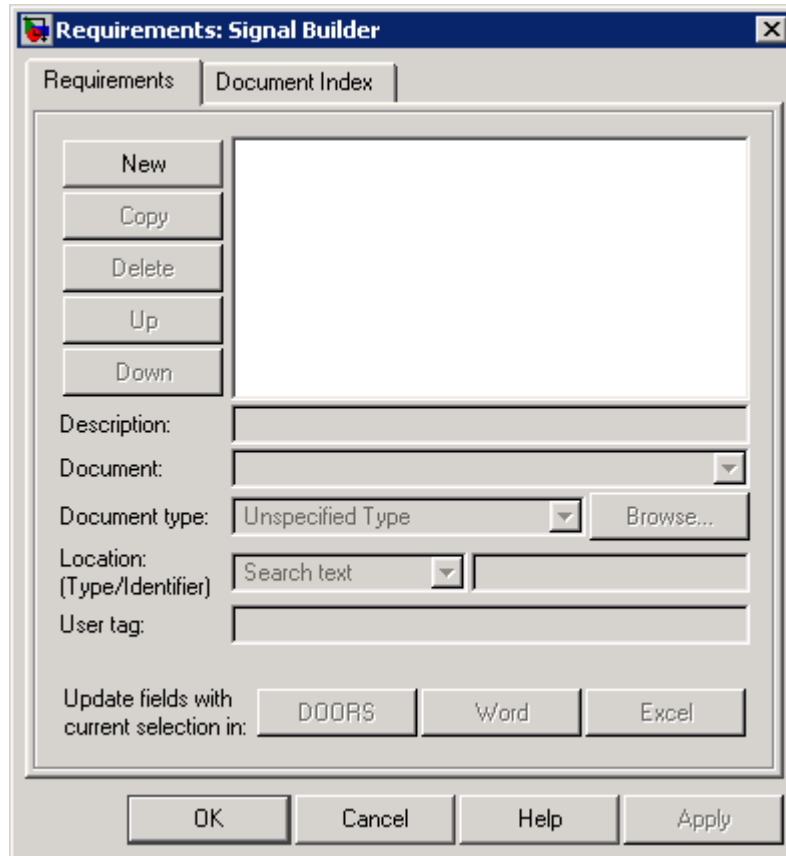 Requirements: Signal Builder
Requirements
Document Index
New
Copy
Delete
Up
Down
Description:
Document:
Document type:
Unspecified Type
Browse...
Location:
(Type/Identifier)
Search text
User tag:
Update fields with
current selection in:
DOORS
Word
Excel
OK
Cancel
Help
Apply